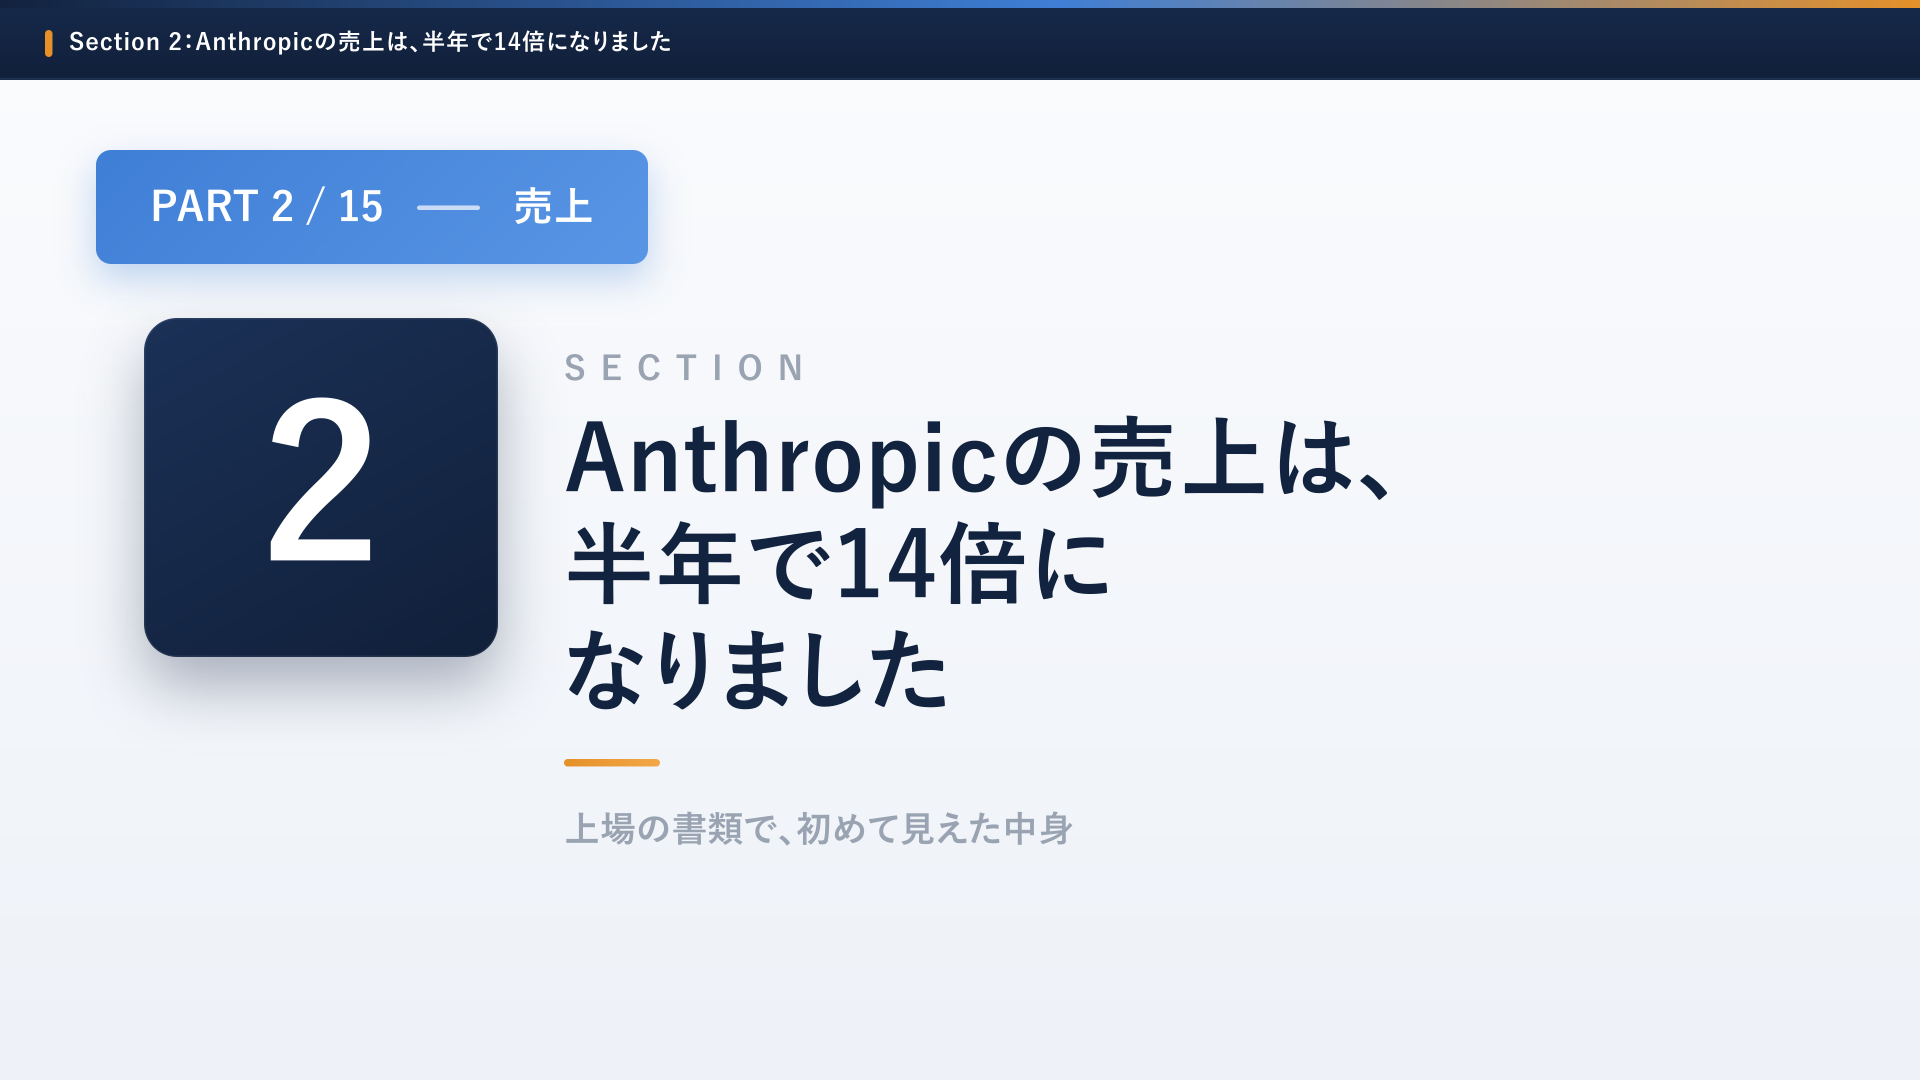 Section 2：Anthropicの売上は、半年で14倍になりました
PART 2 / 15 — 売上
2
SECTION
Anthropicの売上は、
半年で14倍に
なりました
上場の書類で、初めて見えた中身